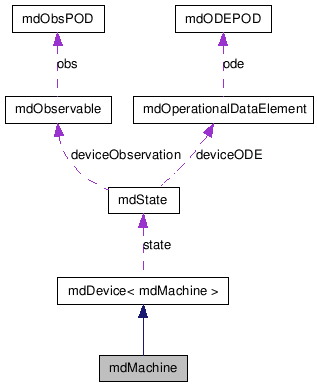 mdObsPOD
mdODEPOD
obs
ode
mdObservable
mdOperationalDataElement
deviceObservation
deviceODE
mdState
state
mdDevice< mdMachine >
mdMachine